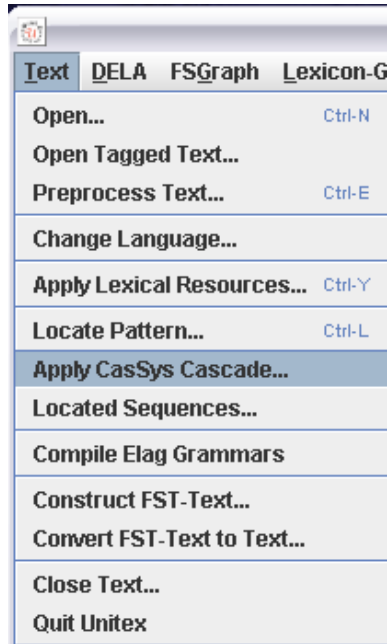 Text DELA FSGraph Lexicon-G
Open... Ctrl-N
Open Tagged Text...
Preprocess Text... Ctrl-E
Change Language...
Apply Lexical Resources... Ctrl-Y
Locate Pattern... Ctrl-L
Apply CasSys Cascade...
Located Sequences...
Compile Elag Grammars
Construct FST-Text...
Convert FST-Text to Text...
Close Text...
Quit Unitex